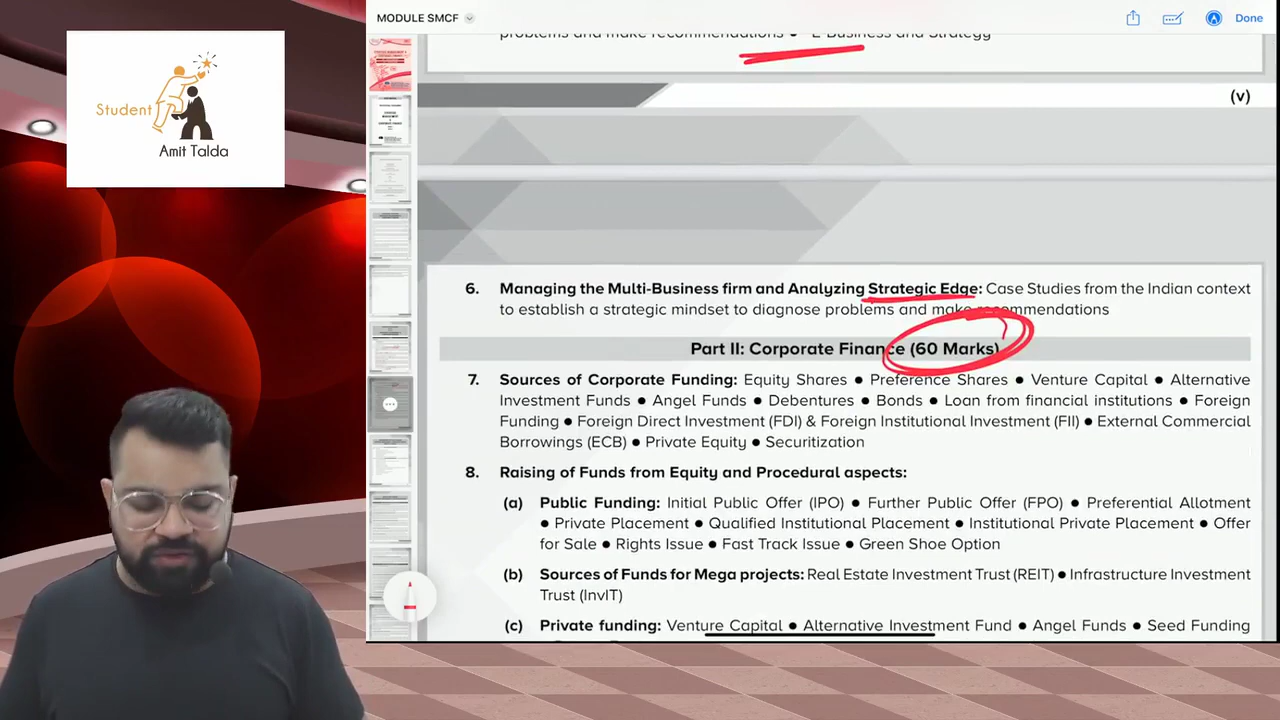 MODULE SMCF
Done
Student
Amit Talda
problems and make recommendations ● Business and Strategy
(v)
6. Managing the Multi-Business firm and Analyzing Strategic Edge: Case Studies from the Indian context
to establish a strategic mindset to diagnose problems and make recommendations
Part II: Corporate Finance (60 Marks)
7. Sources of Corporate Funding: Equity ● Preference Shares ● Venture Capital ● Alternative
Investment Funds ● Angel Funds ● Debentures ● Bonds ● Loan from financial institutions ● Foreign
Funding ● Foreign Direct Investment (FDI) Foreign Institutional Investment (FII) ● External Commercial
Borrowings (ECB) ● Private Equity ● Securitization
8. Raising of Funds from Equity and Procedural aspects
(a) Public Funding: Initial Public Offer ● Further Public Offer (FPO) Preferential Allotment
Private Placement ● Institutional Placement ● Institutional Placement ● Offer
Sale ● Right Issue ● Fast Track ● Green Shoe Option
(b) Sources of Funds for Mega projects: Real Estate Investment Trust (REIT) ● Infrastructure Investment
Trust (InvIT)
(c) Private funding: Venture Capital ● Alternative Investment Fund ● Angel Funds ● Seed Funding